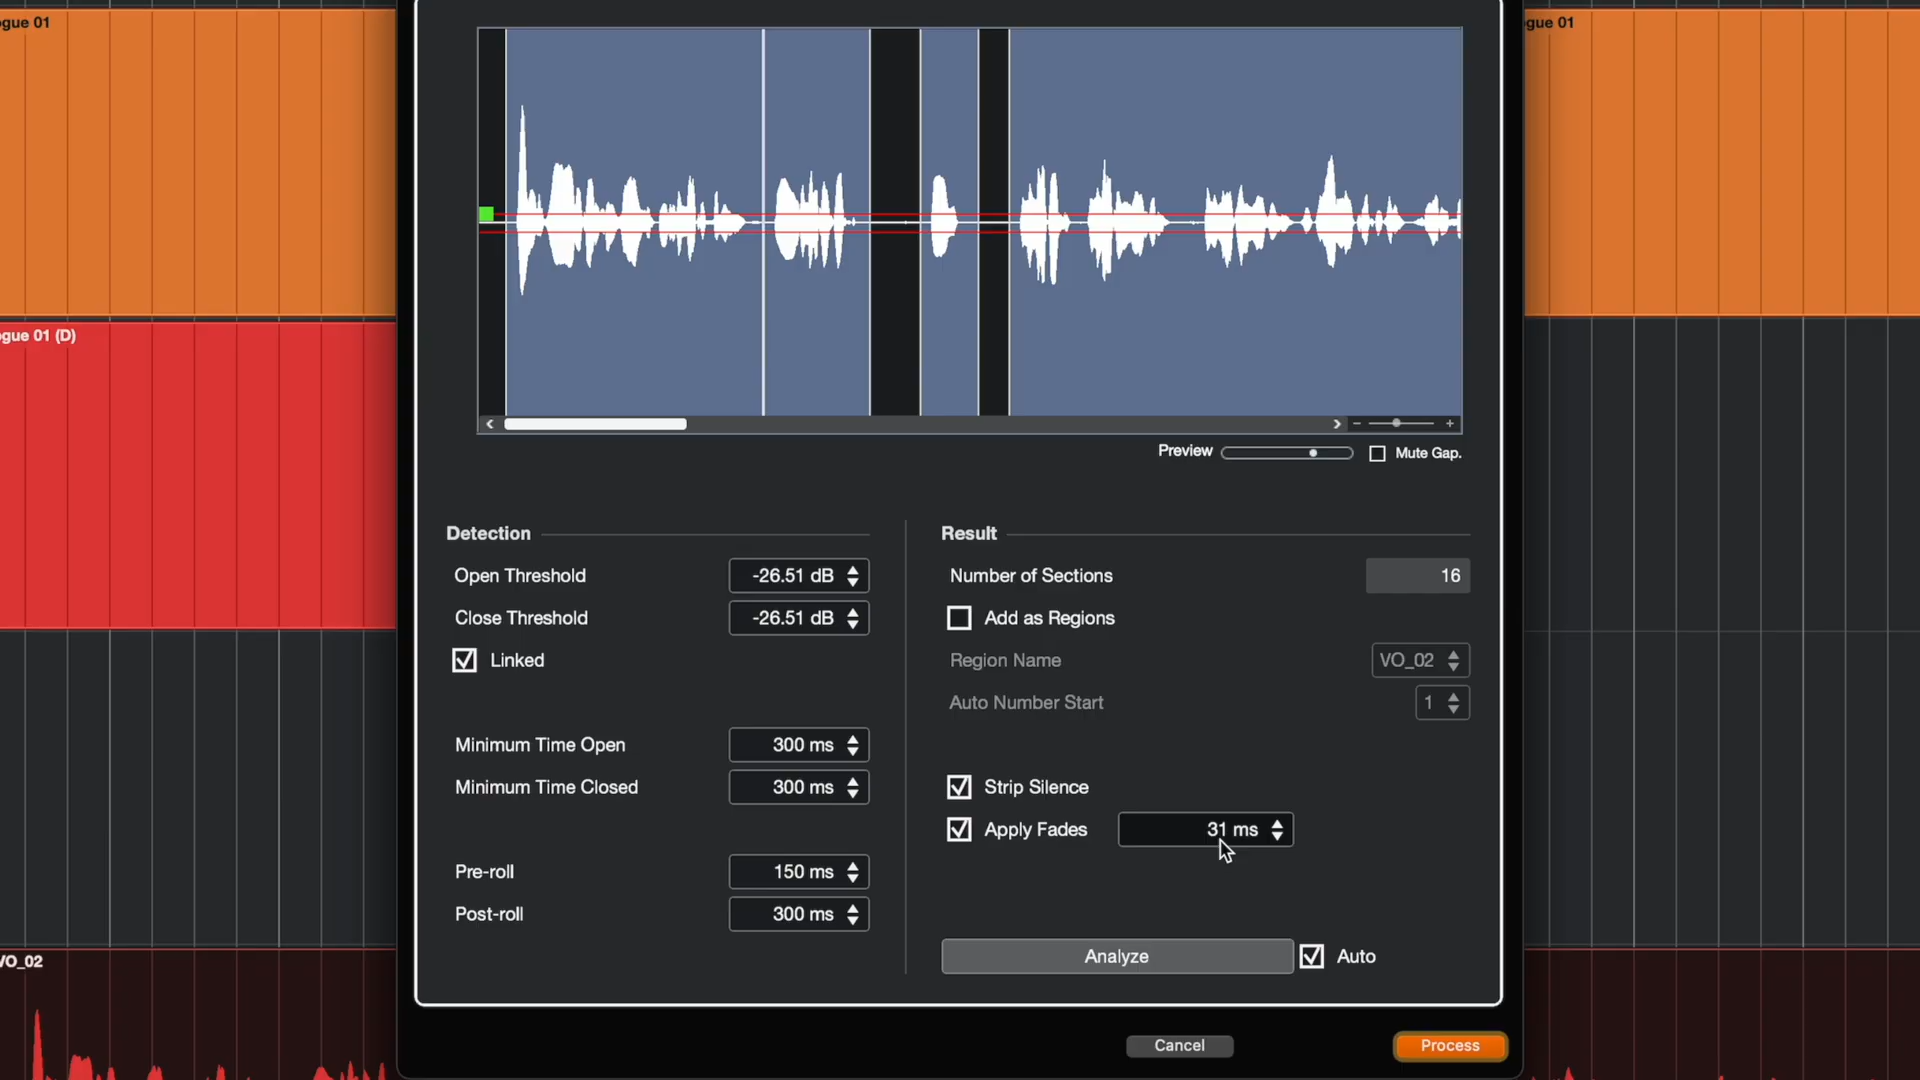 ogue 01
gue 01
Preview
Mute Gap.
ogue 01 (D)
Detection
Open Threshold -26.51 dB
Close Threshold -26.51 dB
Linked
Minimum Time Open 300 ms
Minimum Time Closed 300 ms
Pre-roll 150 ms
Post-roll 300 ms
Result
Number of Sections 16
Add as Regions
Region Name VO_02
Auto Number Start 1
Strip Silence
Apply Fades 31 ms
Analyze
Auto
VO_02
Cancel
Process